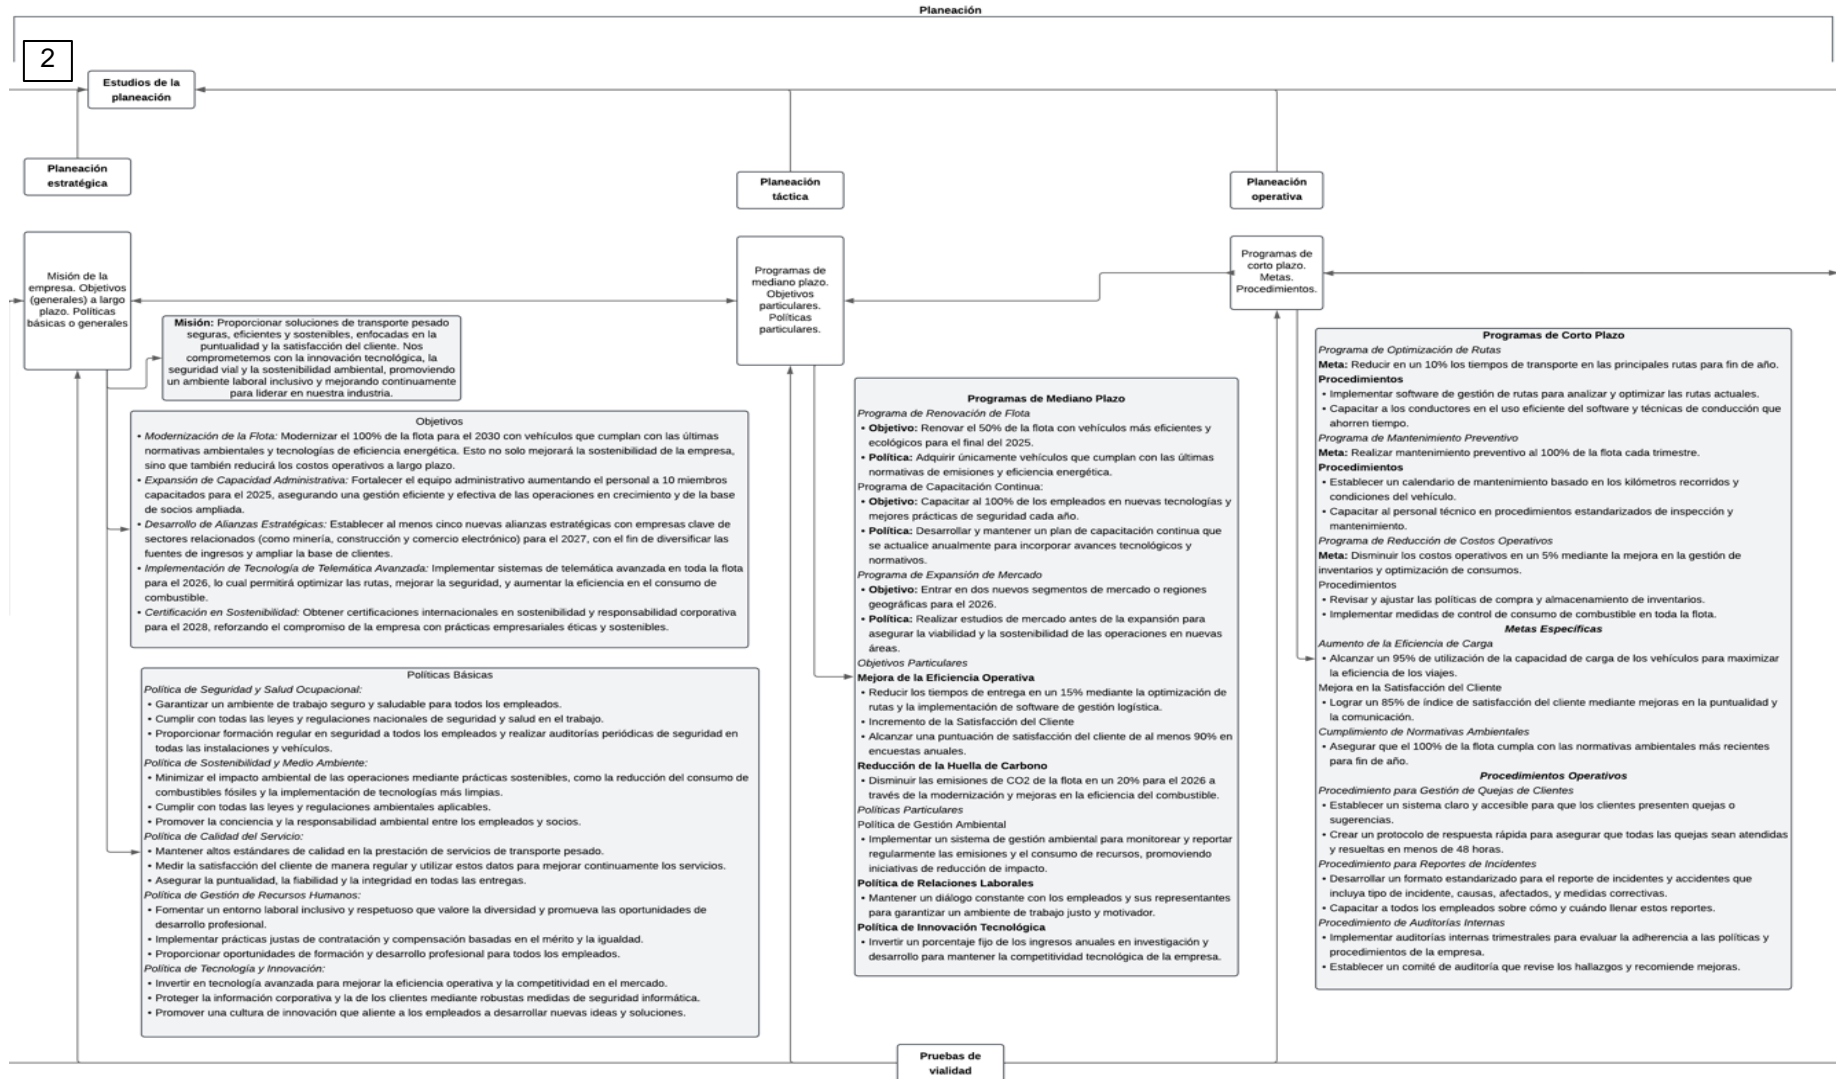 Planeación
2
Estudios de la
planeación
Planeación
estratégica
Planeación
táctica
Planeación
operativa
Misión de la
empresa. Objetivos
(generales) a largo
plazo. Políticas
básicas o generales
Misión: Proporcionar soluciones de transporte pesado
seguras, eficientes y sostenibles, enfocadas en la
puntualidad y la satisfacción del cliente. Nos
comprometemos con la innovación tecnológica, la
seguridad vial y la sostenibilidad ambiental, promoviendo
un ambiente laboral inclusivo y mejorando continuamente
para liderar en nuestra industria.
Objetivos
• Modernización de la Flota: Modernizar el 100% de la flota para el 2030 con vehículos que cumplan con las últimas
normativas ambientales y tecnologías de eficiencia energética. Esto no solo mejorará la sostenibilidad de la empresa,
sino que también reducirá los costos operativos a largo plazo.
• Expansión de Capacidad Administrativa: Fortalecer el equipo administrativo aumentando el personal a 10 miembros
capacitados para el 2025, asegurando una gestión eficiente y efectiva de las operaciones en crecimiento y de la base
de socios ampliada.
• Desarrollo de Alianzas Estratégicas: Establecer al menos cinco nuevas alianzas estratégicas con empresas clave de
sectores relacionados (como minería, construcción y comercio electrónico) para el 2027, con el fin de diversificar las
fuentes de ingresos y ampliar la base de clientes.
• Implementación de Tecnología de Telemática Avanzada: Implementar sistemas de telemática avanzada en toda la flota
para el 2026, lo cual permitirá optimizar las rutas, mejorar la seguridad, y aumentar la eficiencia en el consumo de
combustible.
• Certificación en Sostenibilidad: Obtener certificaciones internacionales en sostenibilidad y responsabilidad corporativa
para el 2028, reforzando el compromiso de la empresa con prácticas empresariales éticas y sostenibles.
Políticas Básicas
Política de Seguridad y Salud Ocupacional:
• Garantizar un ambiente de trabajo seguro y saludable para todos los empleados.
• Cumplir con todas las leyes y regulaciones nacionales de seguridad y salud en el trabajo.
• Proporcionar formación regular en seguridad a todos los empleados y realizar auditorías periódicas de seguridad en
todas las instalaciones y vehículos.
Política de Sostenibilidad y Medio Ambiente:
• Minimizar el impacto ambiental de las operaciones mediante prácticas sostenibles, como la reducción del consumo de
combustibles fósiles y la implementación de tecnologías más limpias.
• Cumplir con todas las leyes y regulaciones ambientales aplicables.
• Promover la conciencia y la responsabilidad ambiental entre los empleados y socios.
Política de Calidad del Servicio:
• Mantener altos estándares de calidad en la prestación de servicios de transporte pesado.
• Medir la satisfacción del cliente de manera regular y utilizar estos datos para mejorar continuamente los servicios.
• Asegurar la puntualidad, la fiabilidad y la integridad en todas las entregas.
Política de Gestión de Recursos Humanos:
• Fomentar un entorno laboral inclusivo y respetuoso que valore la diversidad y promueva las oportunidades de
desarrollo profesional.
• Implementar prácticas justas de contratación y compensación basadas en el mérito y la igualdad.
• Proporcionar oportunidades de formación y desarrollo profesional para todos los empleados.
Política de Tecnología y Innovación:
• Invertir en tecnología avanzada para mejorar la eficiencia operativa y la competitividad en el mercado.
• Proteger la información corporativa y la de los clientes mediante robustas medidas de seguridad informática.
• Promover una cultura de innovación que aliente a los empleados a desarrollar nuevas ideas y soluciones.
Programas de
mediano plazo.
Objetivos
particulares.
Políticas
particulares.
Programas de Mediano Plazo
Programa de Renovación de Flota
• Objetivo: Renovar el 50% de la flota con vehículos más eficientes y
ecológicos para el final del 2025.
• Política: Adquirir únicamente vehículos que cumplan con las últimas
normativas de emisiones y eficiencia energética.
Programa de Capacitación Continua:
• Objetivo: Capacitar al 100% de los empleados en nuevas tecnologías y
mejores prácticas de seguridad cada año.
• Política: Desarrollar y mantener un plan de capacitación continua que
se actualice anualmente para incorporar avances tecnológicos y
normativos.
Programa de Expansión de Mercado
• Objetivo: Entrar en dos nuevos segmentos de mercado o regiones
geográficas para el 2026.
• Política: Realizar estudios de mercado antes de la expansión para
asegurar la viabilidad y la sostenibilidad de las operaciones en nuevas
áreas.
Objetivos Particulares
Mejora de la Eficiencia Operativa
• Reducir los tiempos de entrega en un 15% mediante la optimización de
rutas y la implementación de software de gestión logística.
• Incremento de la Satisfacción del Cliente
• Alcanzar una puntuación de satisfacción del cliente de al menos 90% en
encuestas anuales.
Reducción de la Huella de Carbono
• Disminuir las emisiones de CO2 de la flota en un 20% para el 2026 a
través de la modernización y mejoras en la eficiencia del combustible.
Políticas Particulares
Política de Gestión Ambiental
• Implementar un sistema de gestión ambiental para monitorear y reportar
regularmente las emisiones y el consumo de recursos, promoviendo
iniciativas de reducción de impacto.
Política de Relaciones Laborales
• Mantener un diálogo constante con los empleados y sus representantes
para garantizar un ambiente de trabajo justo y motivador.
Política de Innovación Tecnológica
• Invertir un porcentaje fijo de los ingresos anuales en investigación y
desarrollo para mantener la competitividad tecnológica de la empresa.
Programas de
corto plazo.
Metas.
Procedimientos.
Programas de Corto Plazo
Programa de Optimización de Rutas
Meta: Reducir en un 10% los tiempos de transporte en las principales rutas para fin de año.
Procedimientos
• Implementar software de gestión de rutas para analizar y optimizar las rutas actuales.
• Capacitar a los conductores en el uso eficiente del software y técnicas de conducción que
ahorren tiempo.
Programa de Mantenimiento Preventivo
Meta: Realizar mantenimiento preventivo al 100% de la flota cada trimestre.
Procedimientos
• Establecer un calendario de mantenimiento basado en los kilómetros recorridos y
condiciones del vehículo.
• Capacitar al personal técnico en procedimientos estandarizados de inspección y
mantenimiento.
Programa de Reducción de Costos Operativos
Meta: Disminuir los costos operativos en un 5% mediante la mejora en la gestión de
inventarios y optimización de consumos.
Procedimientos
• Revisar y ajustar las políticas de compra y almacenamiento de inventarios.
• Implementar medidas de control de consumo de combustible en toda la flota.
Metas Específicas
Aumento de la Eficiencia de Carga
• Alcanzar un 95% de utilización de la capacidad de carga de los vehículos para maximizar
la eficiencia de los viajes.
Mejora en la Satisfacción del Cliente
• Lograr un 85% de índice de satisfacción del cliente mediante mejoras en la puntualidad y
la comunicación.
Cumplimiento de Normativas Ambientales
• Asegurar que el 100% de la flota cumpla con las normativas ambientales más recientes
para fin de año.
Procedimientos Operativos
Procedimiento para Gestión de Quejas de Clientes
• Establecer un sistema claro y accesible para que los clientes presenten quejas o
sugerencias.
• Crear un protocolo de respuesta rápida para asegurar que todas las quejas sean atendidas
y resueltas en menos de 48 horas.
Procedimiento para Reportes de Incidentes
• Desarrollar un formato estandarizado para el reporte de incidentes y accidentes que
incluya tipo de incidente, causas, afectados, y medidas correctivas.
• Capacitar a todos los empleados sobre cómo y cuándo llenar estos reportes.
Procedimiento de Auditorías Internas
• Implementar auditorías internas trimestrales para evaluar la adherencia a las políticas y
procedimientos de la empresa.
• Establecer un comité de auditoría que revise los hallazgos y recomiende mejoras.
Pruebas de
vialidad